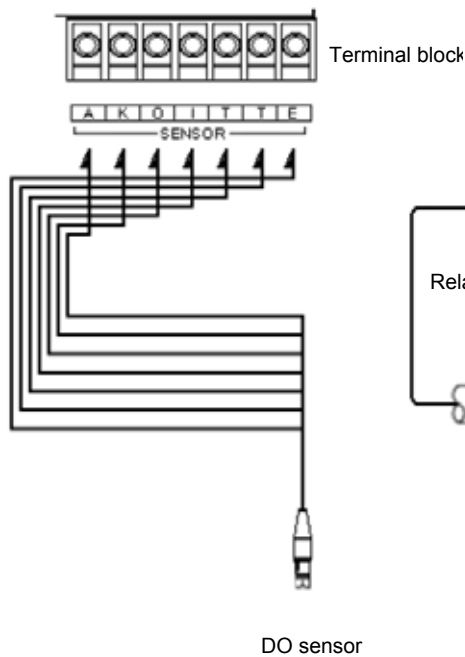 Terminal block
A K O I T T E
SENSOR
Rela
DO sensor